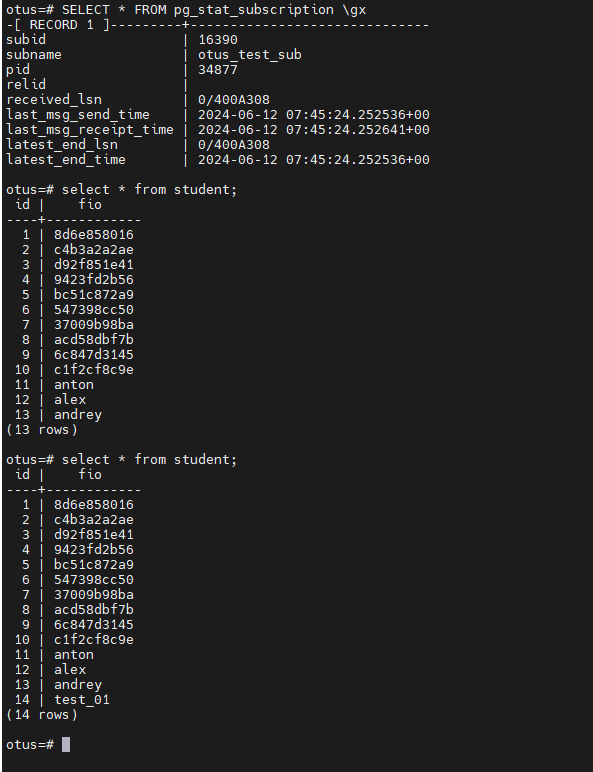 otus=# SELECT * FROM pg_stat_subscription \gx
-[ RECORD 1 ]---------+------------------------------
subid                 | 16390
subname               | otus_test_sub
pid                   | 34877
relid                 |
received_lsn          | 0/400A308
last_msg_send_time    | 2024-06-12 07:45:24.252536+00
last_msg_receipt_time | 2024-06-12 07:45:24.252641+00
latest_end_lsn        | 0/400A308
latest_end_time       | 2024-06-12 07:45:24.252536+00

otus=# select * from student;
 id |    fio
----+------------
  1 | 8d6e858016
  2 | c4b3a2a2ae
  3 | d92f851e41
  4 | 9423fd2b56
  5 | bc51c872a9
  6 | 547398cc50
  7 | 37009b98ba
  8 | acd58dbf7b
  9 | 6c847d3145
 10 | c1f2cf8c9e
 11 | anton
 12 | alex
 13 | andrey
(13 rows)

otus=# select * from student;
 id |    fio
----+------------
  1 | 8d6e858016
  2 | c4b3a2a2ae
  3 | d92f851e41
  4 | 9423fd2b56
  5 | bc51c872a9
  6 | 547398cc50
  7 | 37009b98ba
  8 | acd58dbf7b
  9 | 6c847d3145
 10 | c1f2cf8c9e
 11 | anton
 12 | alex
 13 | andrey
 14 | test_01
(14 rows)

otus=#